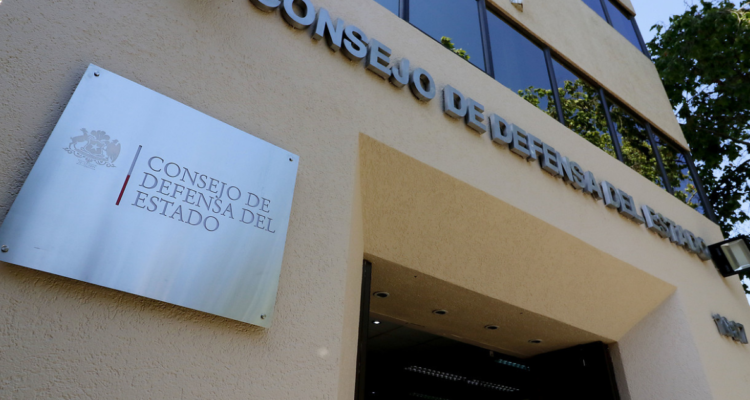 CONSEJO DE DEFENSA DEL ESTADO
CONSEJO DE
DEFENSA DEL
ESTADO